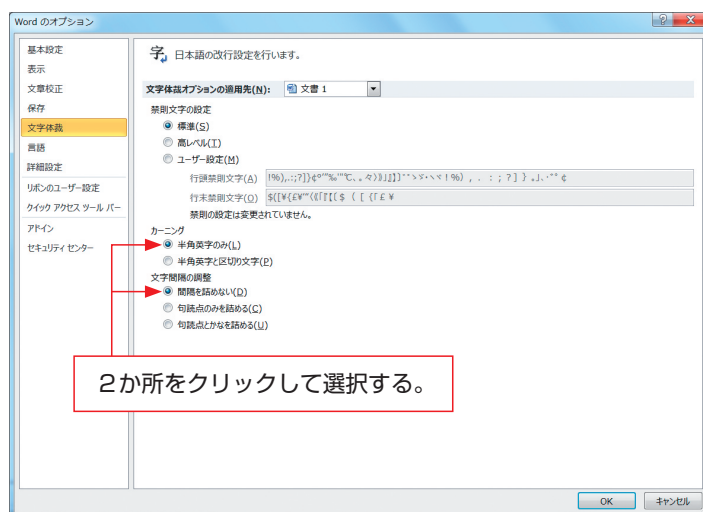 Word のオプション
基本設定
表示
文章校正
保存
文字体裁
言語
詳細設定
リボンのユーザー設定
クイック アクセス ツール バー
アドイン
セキュリティ センター
字 日本語の改行設定を行います。
文字体裁オプションの適用先(N): 文書 1
禁則文字の設定
標準(S)
高レベル(T)
ユーザー設定(M)
行頭禁則文字(A)
行末禁則文字(O)
禁則の設定は変更されていません。
カーニング
半角英字のみ(L)
半角英字と区切り文字(P)
文字間隔の調整
間隔を詰めない(D)
句読点のみを詰める(C)
句読点とかなを詰める(U)
2か所をクリックして選択する。
OK キャンセル